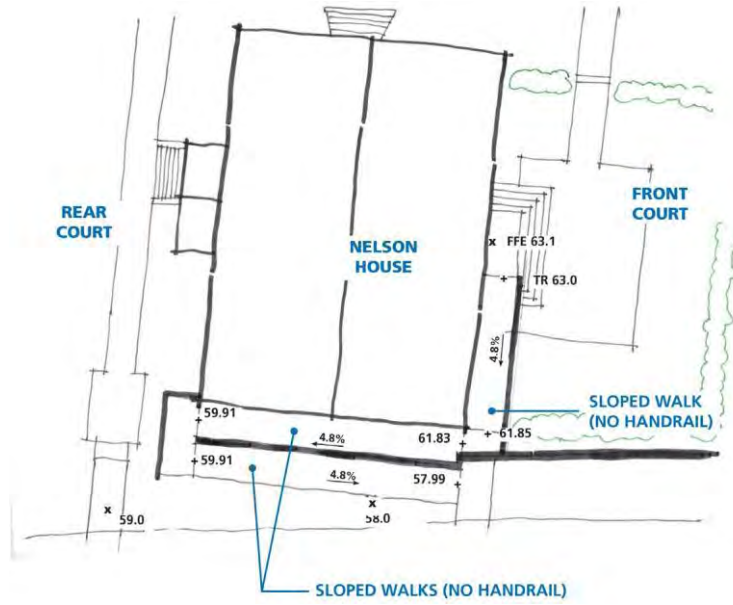 REAR
COURT
NELSON
HOUSE
FRONT
COURT
x FFE 63.1
+ TR 63.0
4.8%
SLOPED WALK
(NO HANDRAIL)
59.91
+
4.8%
61.83
+
+ 61.85
+ 59.91
4.8%
57.99
+
x
59.0
x
58.0
SLOPED WALKS (NO HANDRAIL)